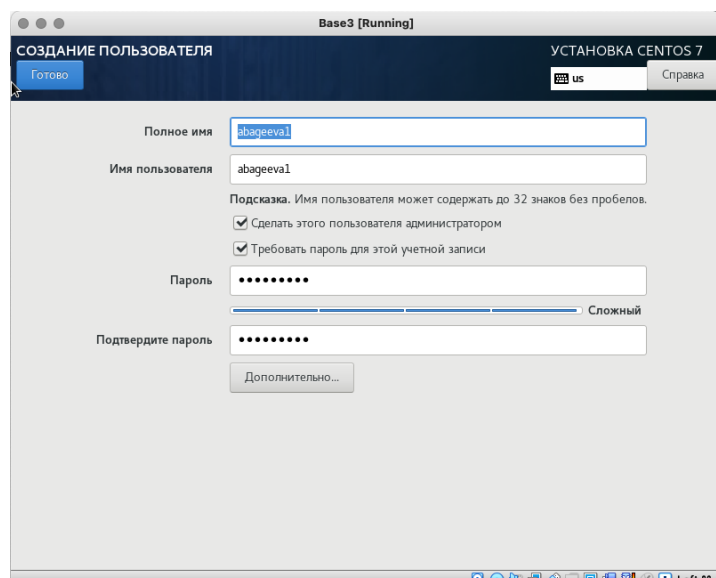 Base3 [Running]
СОЗДАНИЕ ПОЛЬЗОВАТЕЛЯ
УСТАНОВКА CENTOS 7
Готово
us
Справка
Полное имя
abageeva1
Имя пользователя
abageeva1
Подсказка. Имя пользователя может содержать до 32 знаков без пробелов.
Сделать этого пользователя администратором
Требовать пароль для этой учетной записи
Пароль
•••••••••
Сложный
Подтвердите пароль
•••••••••
Дополнительно...